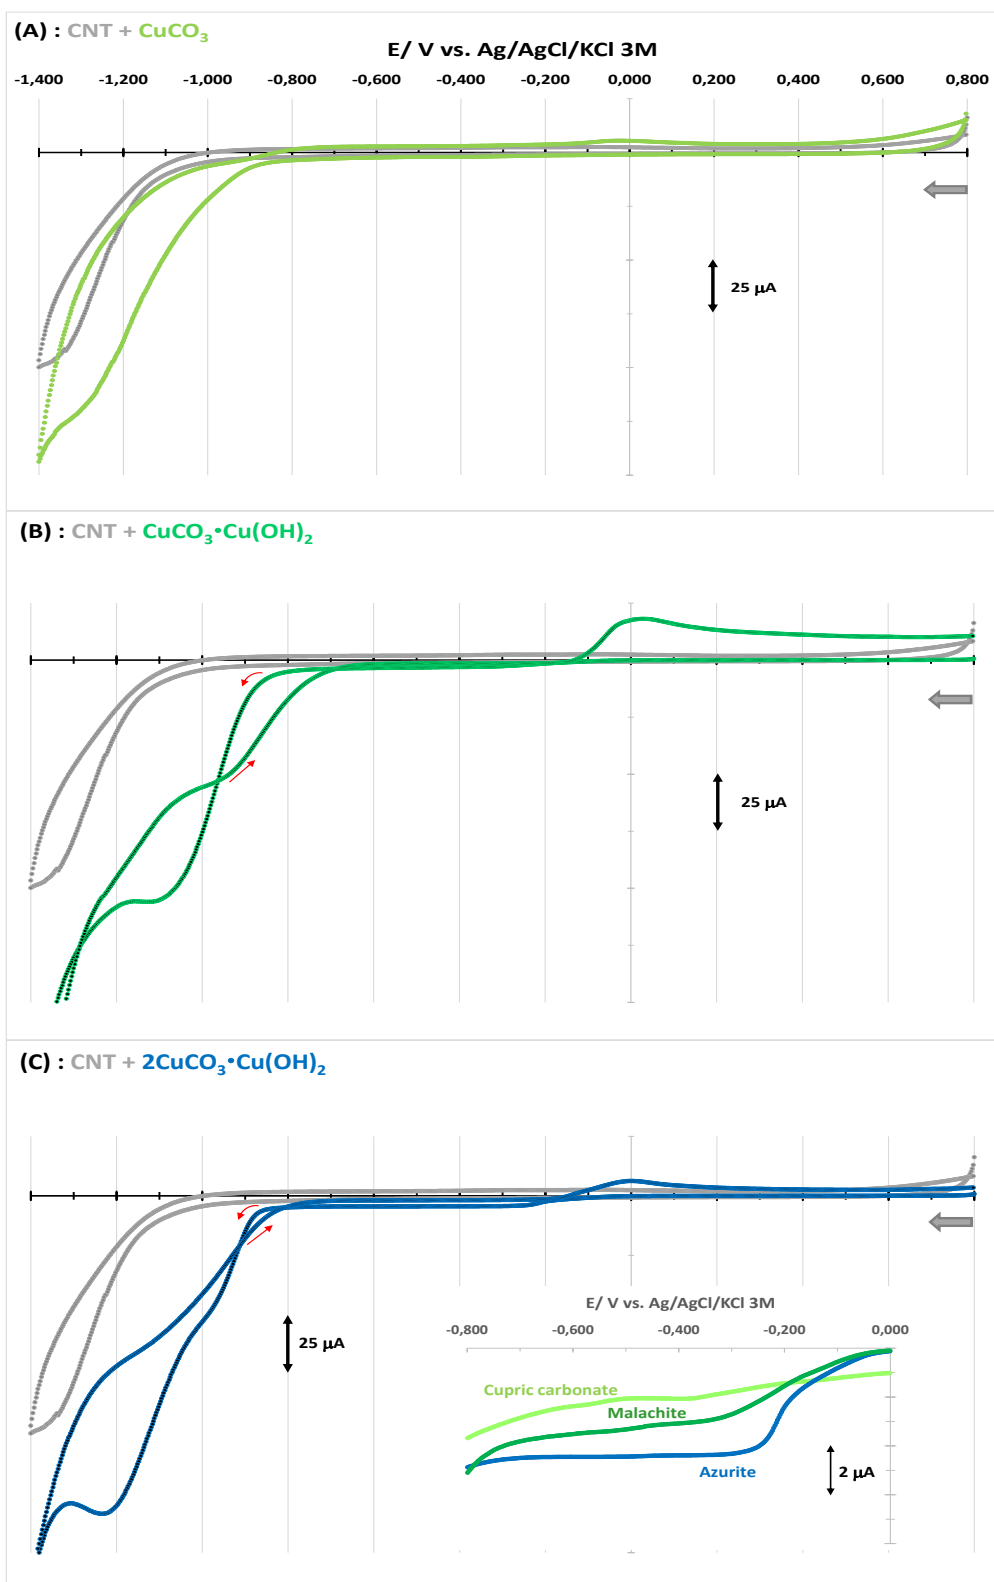 (A) : CNT + CuCO₃
E/ V vs. Ag/AgCl/KCl 3M
-1,400 -1,200 -1,000 -0,800 -0,600 -0,400 -0,200 0,000 0,200 0,400 0,600 0,800
25 µA
(B) : CNT + CuCO₃•Cu(OH)₂
25 µA
(C) : CNT + 2CuCO₃•Cu(OH)₂
E/ V vs. Ag/AgCl/KCl 3M
-0,800 -0,600 -0,400 -0,200 0,000
25 µA
Cupric carbonate
Malachite
Azurite
2 µA